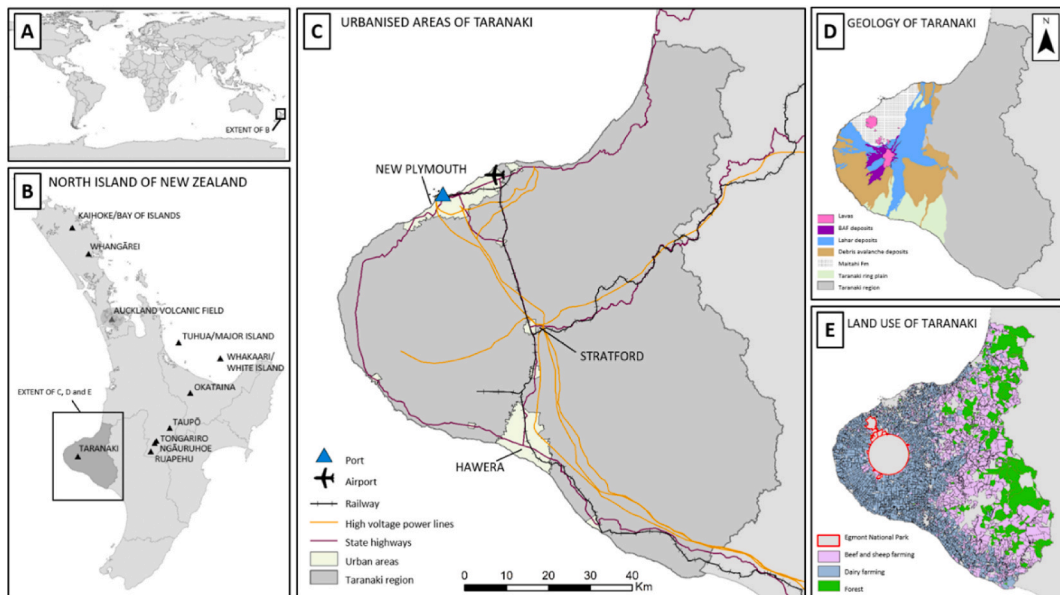 A
EXTENT OF B
B
NORTH ISLAND OF NEW ZEALAND
KAIHOKE/BAY OF ISLANDS
WHANGĀREI
AUCKLAND VOLCANIC FIELD
TUHUA/MAIOR ISLAND
WHAKAARI/
WHITE ISLAND
OKATAINA
EXTENT OF C, D and E
TAUPŌ
TONGARIRO
NGĀURUHOE
RUAPEHU
TARANAKI
C
URBANISED AREAS OF TARANAKI
NEW PLYMOUTH
STRATFORD
HAWERA
Port
Airport
Railway
High voltage power lines
State highways
Urban areas
Taranaki region
0 10 20 30 40
Km
D
GEOLOGY OF TARANAKI
N
Lavas
BAF deposits
Lahar deposits
Debris avalanche deposits
Maitahi Fm
Taranaki ring plain
Taranaki region
E
LAND USE OF TARANAKI
Egmont National Park
Beef and sheep farming
Dairy farming
Forest